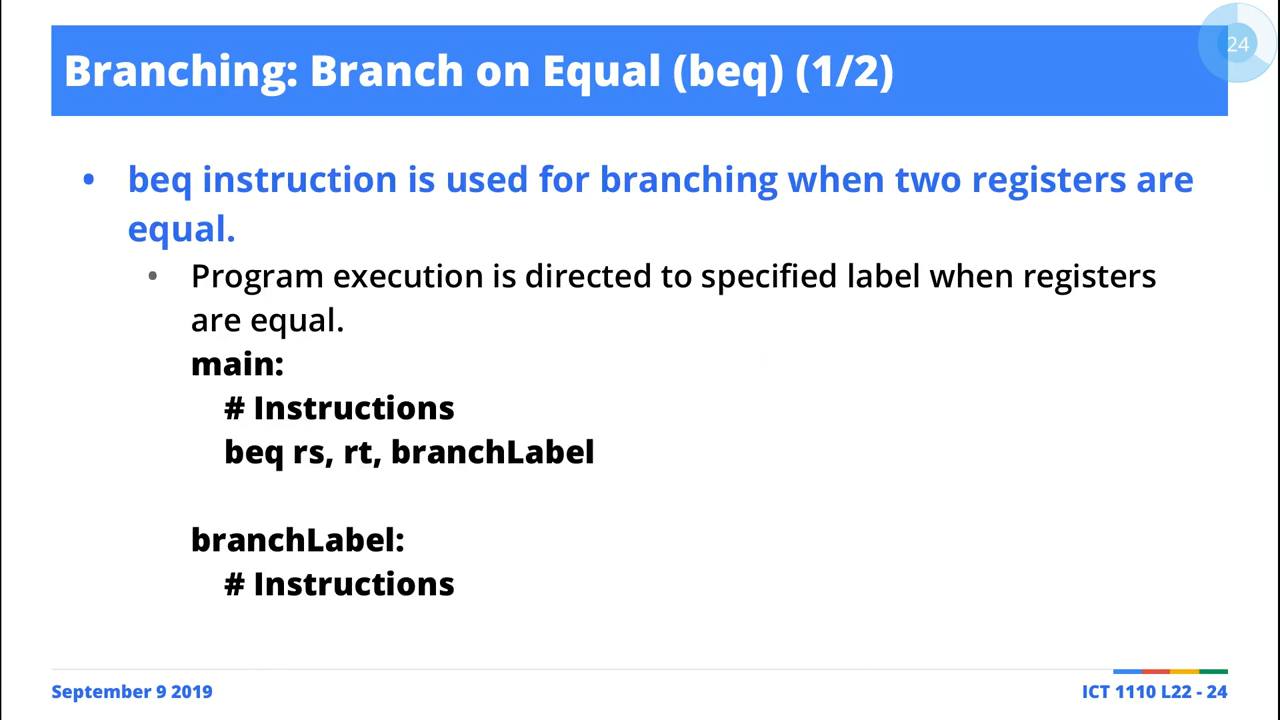 24
Branching: Branch on Equal (beq) (1/2)
• beq instruction is used for branching when two registers are
equal.
• Program execution is directed to specified label when registers
are equal.
main:
# Instructions
beq rs, rt, branchLabel
branchLabel:
# Instructions
September 9 2019
ICT 1110 L22 - 24